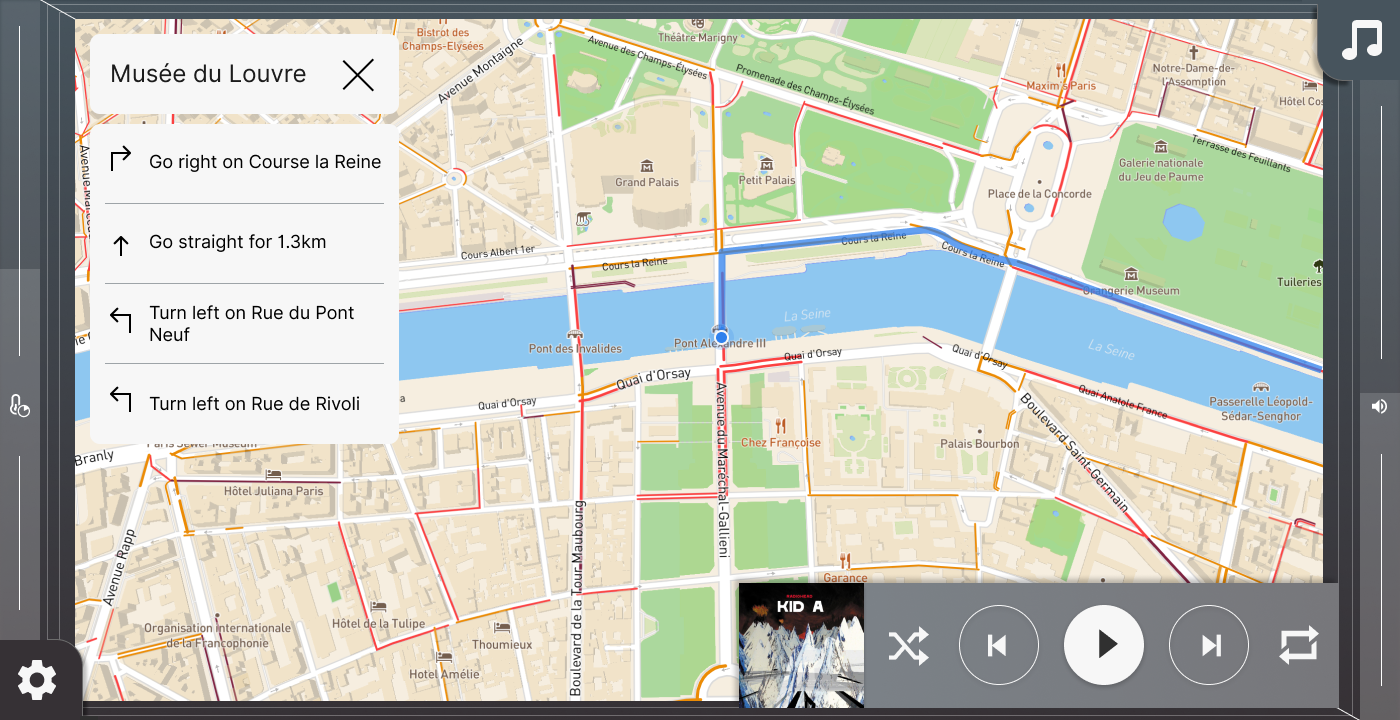 Musée du Louvre
Go right on Course la Reine
Go straight for 1.3km
Turn left on Rue du Pont
Neuf
Turn left on Rue de Rivoli
Bistrot des
Champs-Elysées
Avenue Montaigne
Théâtre Marigny
Avenue des Champs-Élysées
Promenade des Champs-Élysées
Maxim's Paris
Notre-Dame-de-
l'Assomption
Hôtel Cos
Terrasse des Feuillants
Galerie nationale
du Jeu de Paume
Grand Palais
Petit Palais
Place de la Concorde
Cours Albert 1er
Cours la Reine
Cours la Reine
Cours la Reine
Orangerie Museum
Tuileries
La Seine
La Seine
Pont des Invalides
Pont Alexandre III
Quai d'Orsay
Quai d'Orsay
Quai d'Orsay
Quai d'Orsay
Quai Anatole France
Passerelle Léopold-
Sédar-Senghor
Avenue du Maréchal-Gallieni
Chez Françoise
Palais Bourbon
Boulevard Saint-Germain
Paris Sewer Museum
Branly
Hôtel Juliana Paris
Avenue Rapp
Boulevard de la Tour Maubourg
Garance
Organisation internationale
de la Francophonie
Hôtel de la Tulipe
Thoumieux
Hotel Amélie
RADIOHEAD
KID A